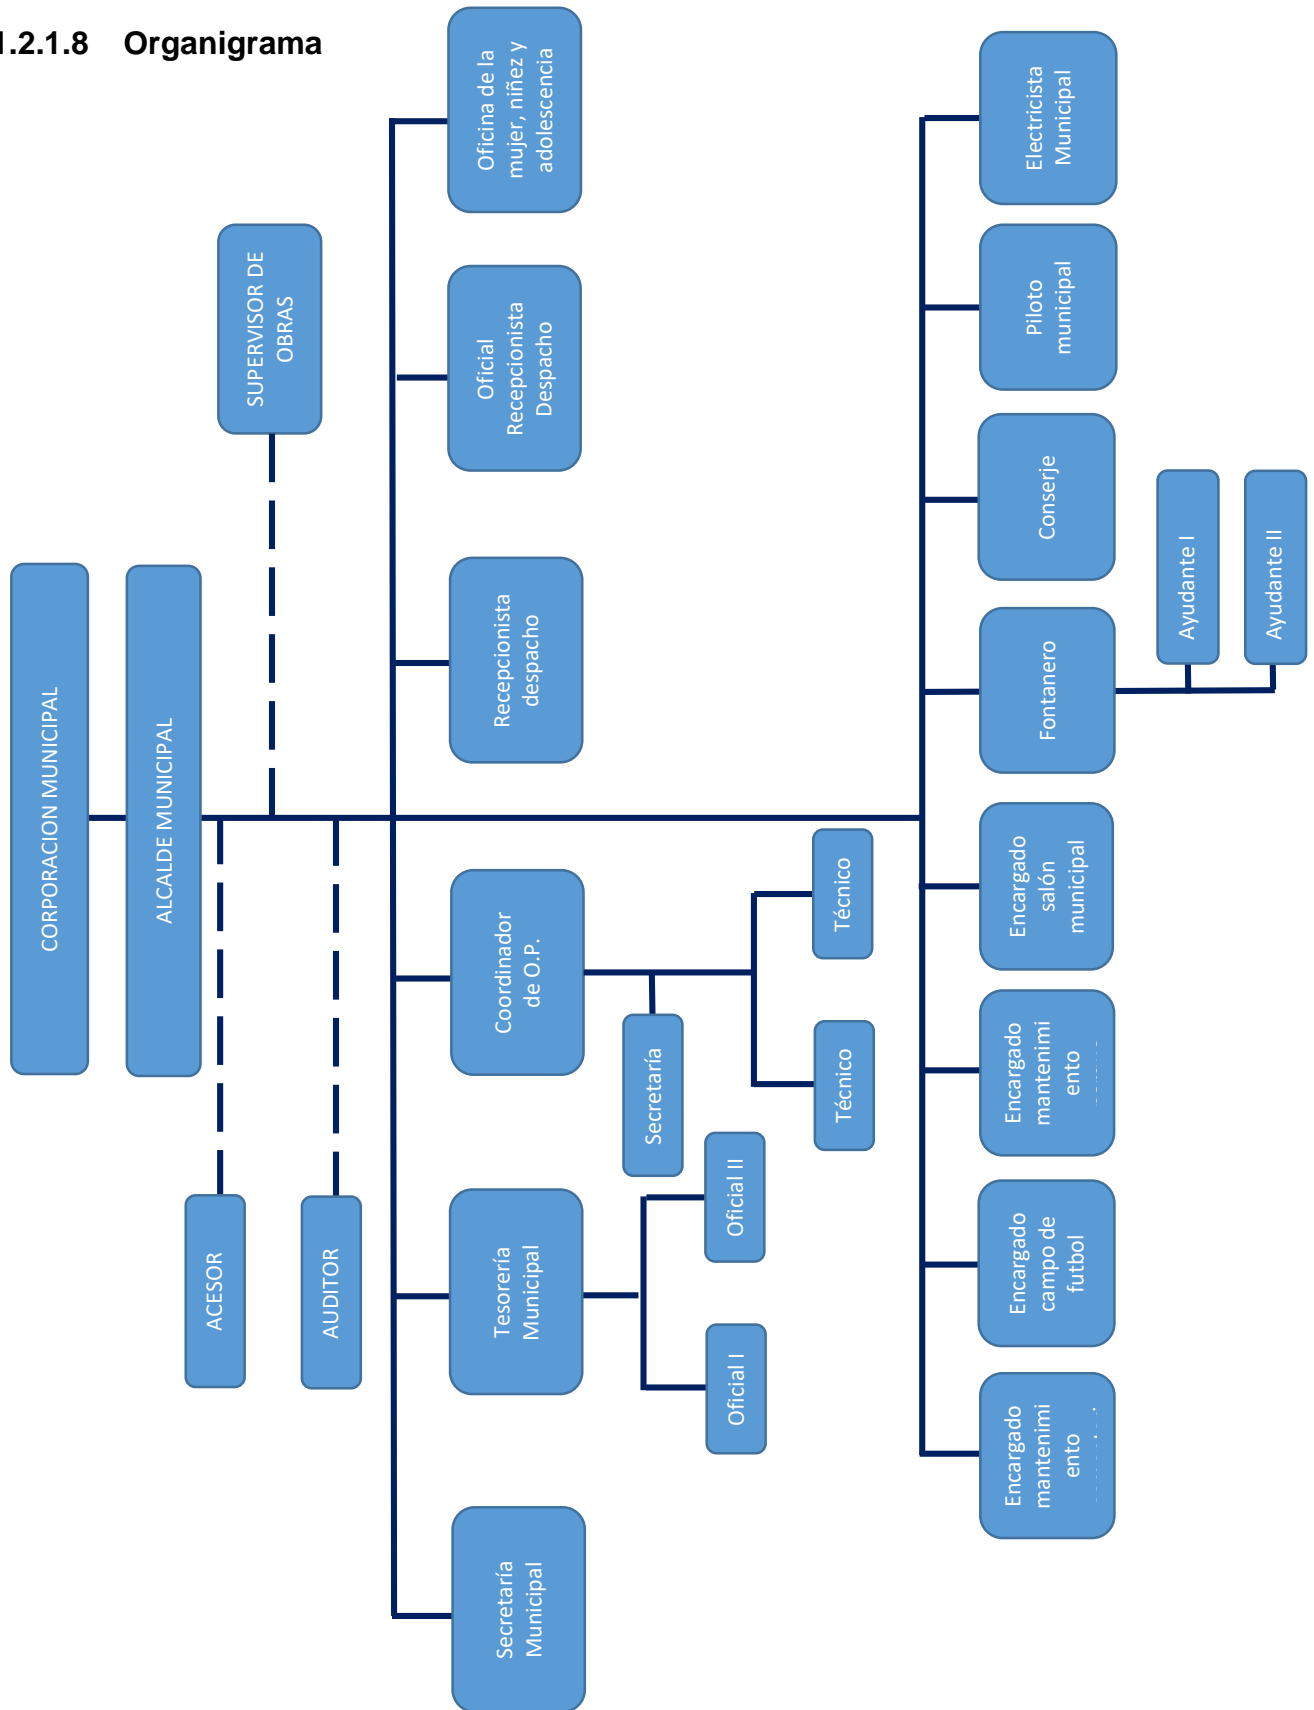 1.2.1.8 Organigrama
CORPORACION MUNICIPAL
ALCALDE MUNICIPAL
ACESOR
AUDITOR
SUPERVISOR DE
OBRAS
Secretaría
Municipal
Tesorería
Municipal
Coordinador
de O.P.
Recepcionista
despacho
Oficial
Recepcionista
Despacho
Oficina de la
mujer, niñez y
adolescencia
Oficial I
Oficial II
Secretaría
Técnico
Técnico
Encargado
mantenimi
ento
Encargado
campo de
futbol
Encargado
mantenimi
ento
Encargado
salón
municipal
Fontanero
Conserje
Piloto
municipal
Electricista
Municipal
Ayudante I
Ayudante II